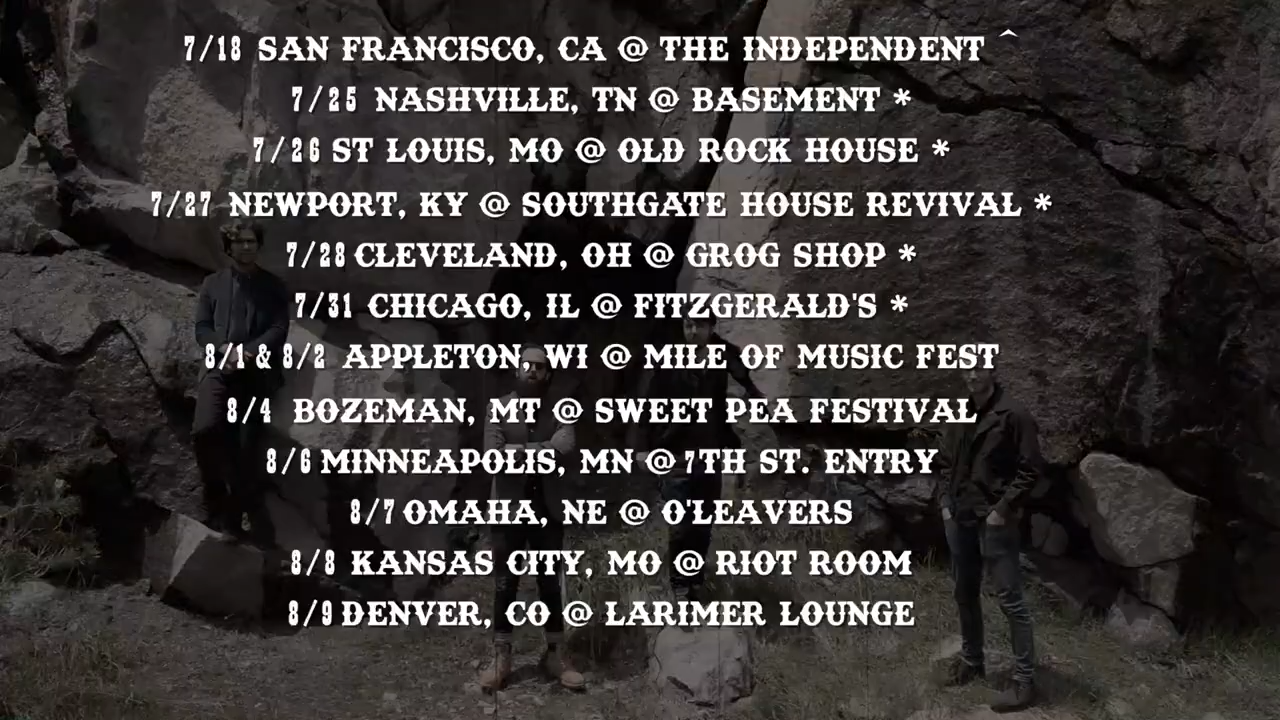 7/18 SAN FRANCISCO, CA @ THE INDEPENDENT ^
7/25 NASHVILLE, TN @ BASEMENT *
7/26 ST LOUIS, MO @ OLD ROCK HOUSE *
7/27 NEWPORT, KY @ SOUTHGATE HOUSE REVIVAL *
7/28 CLEVELAND, OH @ GROG SHOP *
7/31 CHICAGO, IL @ FITZGERALD'S *
8/1 & 8/2 APPLETON, WI @ MILE OF MUSIC FEST
8/4 BOZEMAN, MT @ SWEET PEA FESTIVAL
8/6 MINNEAPOLIS, MN @ 7TH ST. ENTRY
8/7 OMAHA, NE @ O'LEAVERS
8/8 KANSAS CITY, MO @ RIOT ROOM
8/9 DENVER, CO @ LARIMER LOUNGE